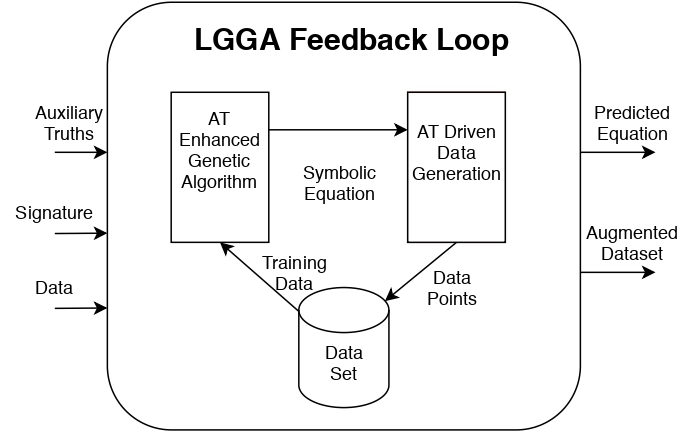 LGGA Feedback Loop
Auxiliary
Truths
Signature
Data
AT
Enhanced
Genetic
Algorithm
Symbolic
Equation
AT Driven
Data
Generation
Training
Data
Data
Points
Data
Set
Predicted
Equation
Augmented
Dataset